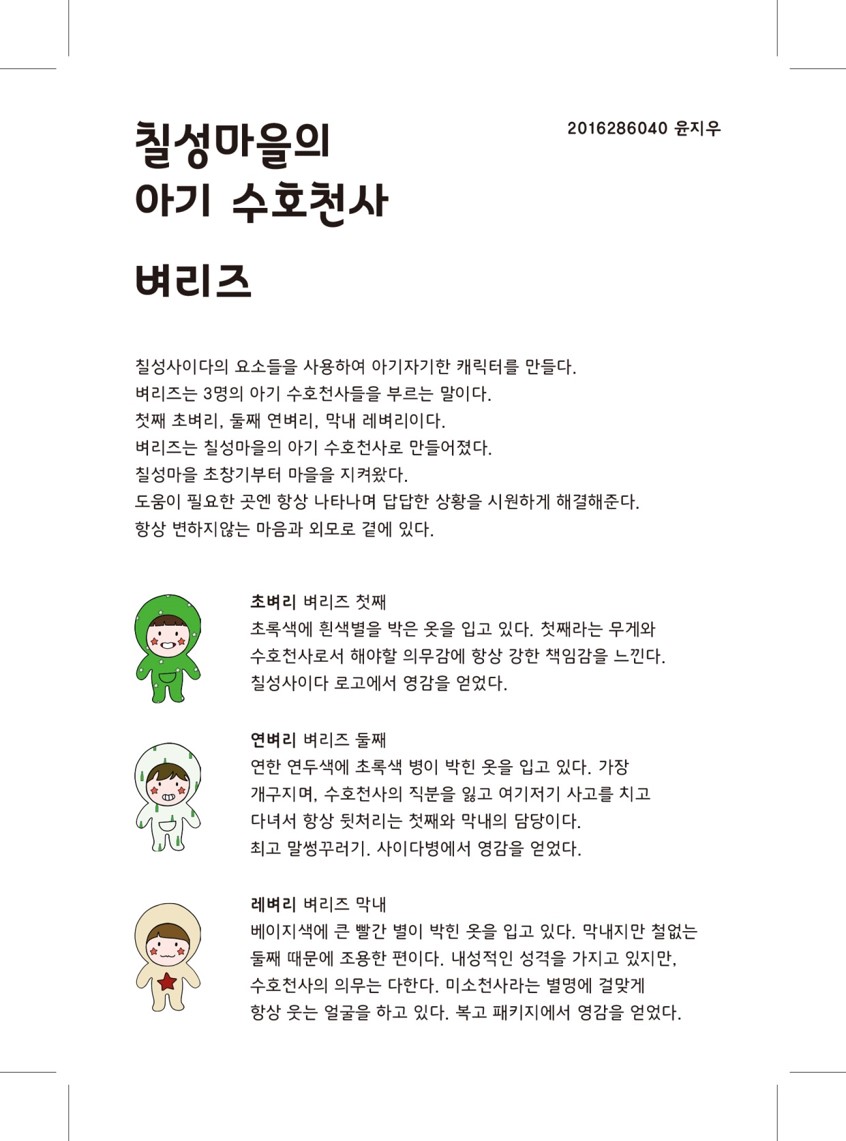 칠성마을의
아기 수호천사
벼리즈
2016286040 윤지우
칠성사이다의 요소들을 사용하여 아기자기한 캐릭터를 만들다.
벼리즈는 3명의 아기 수호천사들을 부르는 말이다.
첫째 초벼리, 둘째 연벼리, 막내 레벼리이다.
벼리즈는 칠성마을의 아기 수호천사로 만들어졌다.
칠성마을 초창기부터 마을을 지켜왔다.
도움이 필요한 곳엔 항상 나타나며 답답한 상황을 시원하게 해결해준다.
항상 변하지않는 마음과 외모로 곁에 있다.
초벼리 벼리즈 첫째
초록색에 흰색별을 박은 옷을 입고 있다. 첫째라는 무게와
수호천사로서 해야할 의무감에 항상 강한 책임감을 느낀다.
칠성사이다 로고에서 영감을 얻었다.
연벼리 벼리즈 둘째
연한 연두색에 초록색 병이 박힌 옷을 입고 있다. 가장
개구지며, 수호천사의 직분을 잃고 여기저기 사고를 치고
다녀서 항상 뒷처리는 첫째와 막내의 담당이다.
최고 말썽꾸러기. 사이다병에서 영감을 얻었다.
레벼리 벼리즈 막내
베이지색에 큰 빨간 별이 박힌 옷을 입고 있다. 막내지만 철없는
둘째 때문에 조용한 편이다. 내성적인 성격을 가지고 있지만,
수호천사의 의무는 다한다. 미소천사라는 별명에 걸맞게
항상 웃는 얼굴을 하고 있다. 복고 패키지에서 영감을 얻었다.